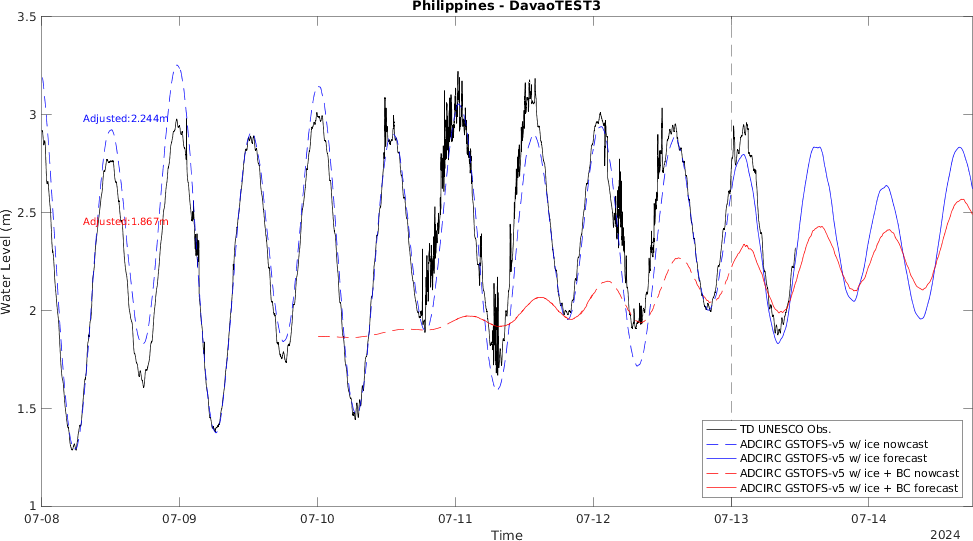 Philippines - DavaoTEST3
3.5
3
2.5
2
1.5
1
Water Level (m)
Adjusted:2.244m
Adjusted:1.867m
TD UNESCO Obs.
ADCIRC GSTOFS-v5 w/ ice nowcast
ADCIRC GSTOFS-v5 w/ ice forecast
ADCIRC GSTOFS-v5 w/ ice + BC nowcast
ADCIRC GSTOFS-v5 w/ ice + BC forecast
07-08
07-09
07-10
07-11
07-12
07-13
07-14
Time
2024